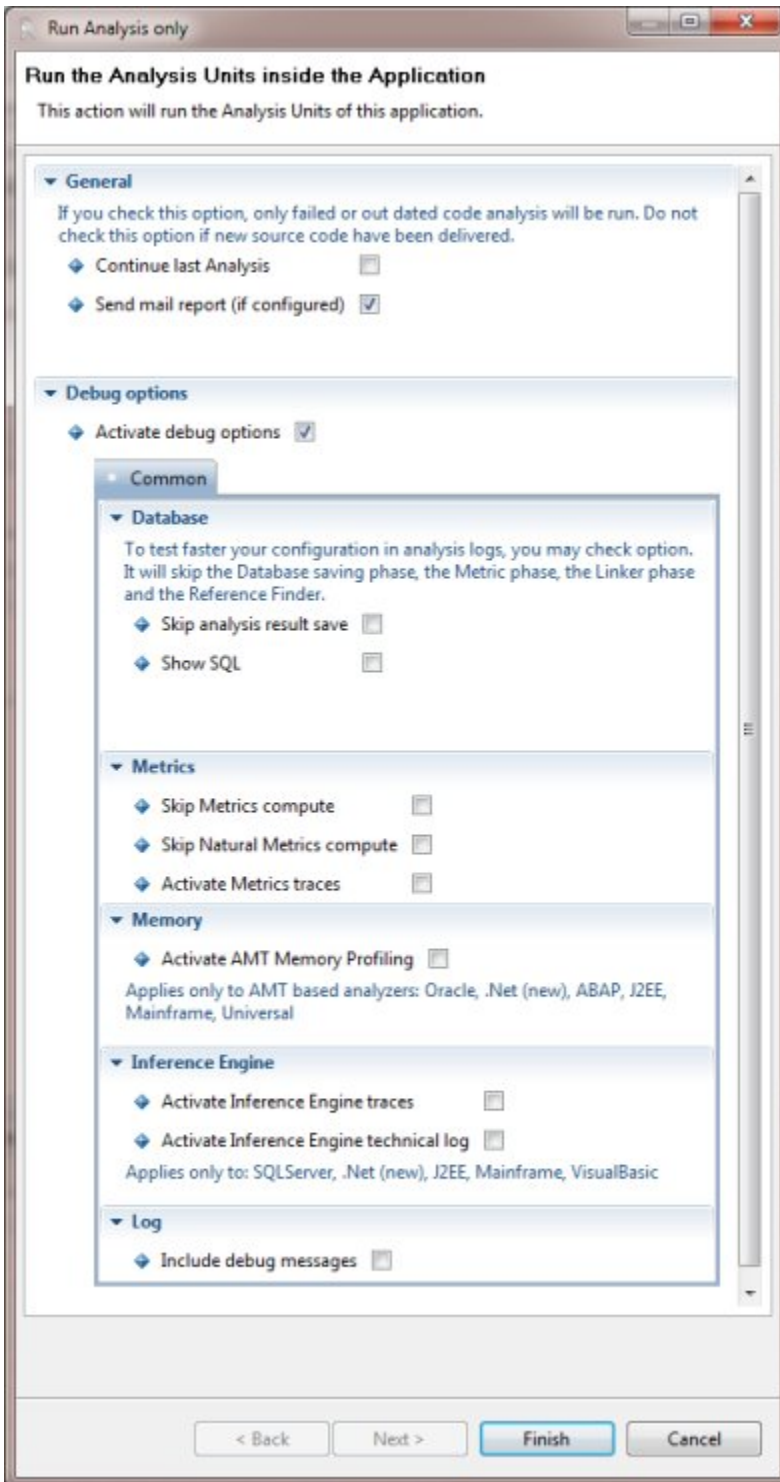 Run Analysis only
Run the Analysis Units inside the Application
This action will run the Analysis Units of this application.
General
If you check this option, only failed or out dated code analysis will be run. Do not
check this option if new source code have been delivered.
Continue last Analysis
Send mail report (if configured)
Debug options
Activate debug options
Common
Database
To test faster your configuration in analysis logs, you may check option.
It will skip the Database saving phase, the Metric phase, the Linker phase
and the Reference Finder.
Skip analysis result save
Show SQL
Metrics
Skip Metrics compute
Skip Natural Metrics compute
Activate Metrics traces
Memory
Activate AMT Memory Profiling
Applies only to AMT based analyzers: Oracle, .Net (new), ABAP, J2EE,
Mainframe, Universal
Inference Engine
Activate Inference Engine traces
Activate Inference Engine technical log
Applies only to: SQLServer, .Net (new), J2EE, Mainframe, VisualBasic
Log
Include debug messages
< Back Next > Finish Cancel